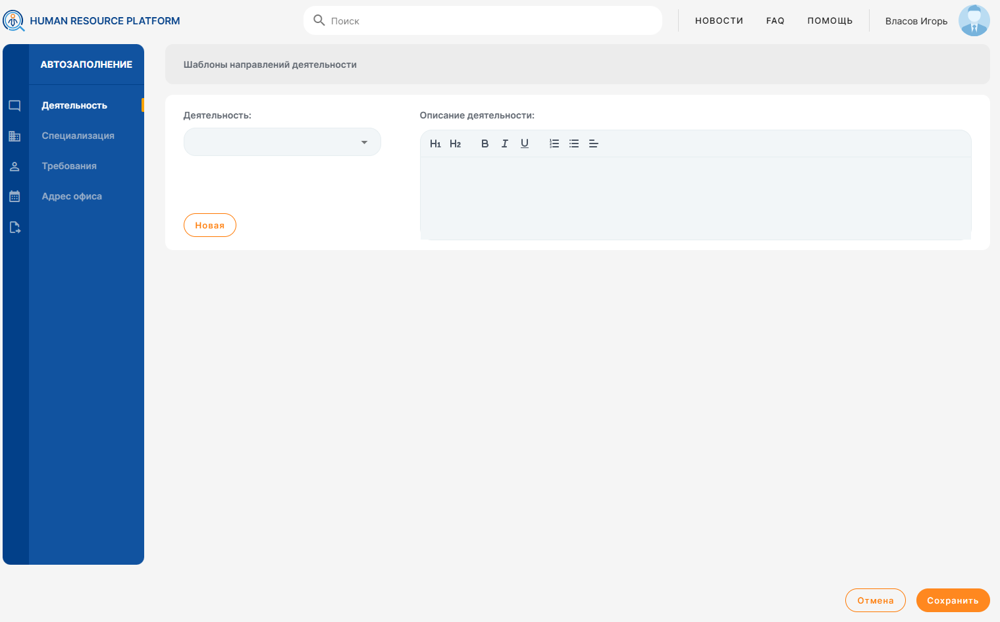 HUMAN RESOURCE PLATFORM
Поиск
НОВОСТИ
FAQ
ПОМОЩЬ
Власов Игорь
АВТОЗАПОЛНЕНИЕ
Деятельность
Специализация
Требования
Адрес офиса
Шаблоны направлений деятельности
Деятельность:
Новая
Описание деятельности:
H1 H2 B I U
Отмена
Сохранить